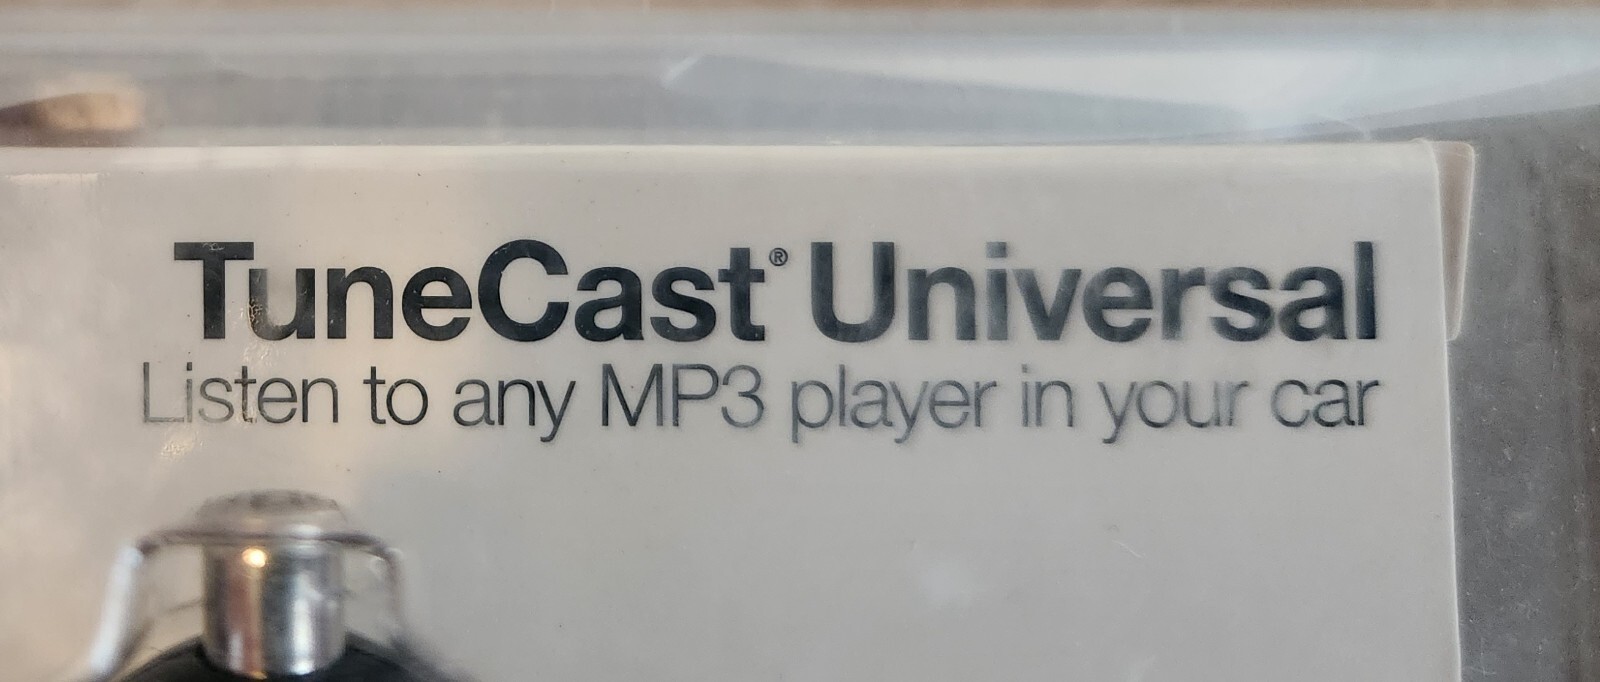 TuneCast® Universal
Listen to any MP3 player in your car